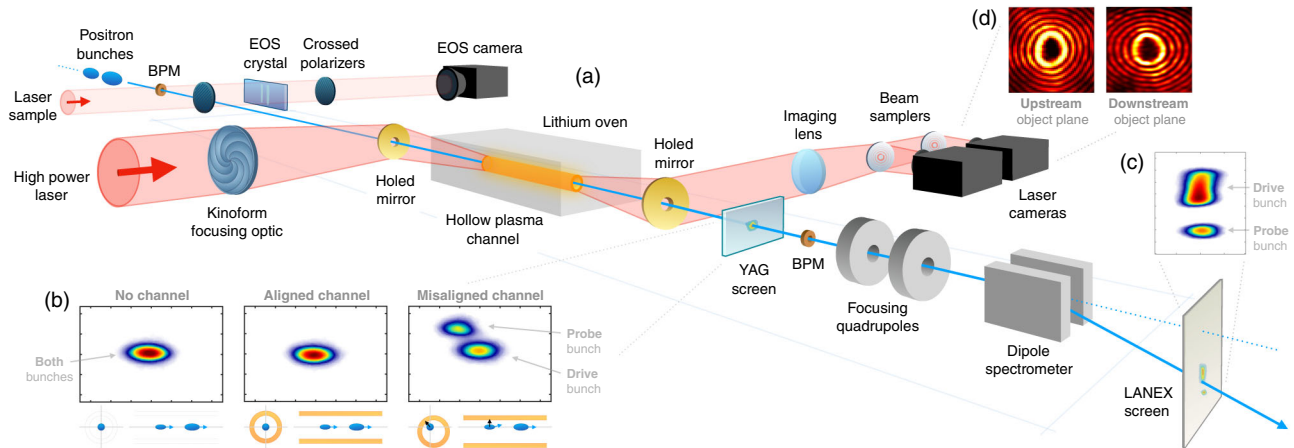 (d)
Positron
bunches
BPM
EOS
crystal
Crossed
polarizers
EOS camera
(a)
Laser
sample
High power
laser
Kinoform
focusing optic
Holed
mirror
Lithium oven
Hollow plasma
channel
Holed
mirror
Imaging
lens
Beam
samplers
Laser
cameras
Upstream
object plane
Downstream
object plane
(c)
Drive
bunch
Probe
bunch
YAG
screen
BPM
Focusing
quadrupoles
Dipole
spectrometer
LANEX
screen
(b)
No channel
Aligned channel
Misaligned channel
Both
bunches
Probe
bunch
Drive
bunch